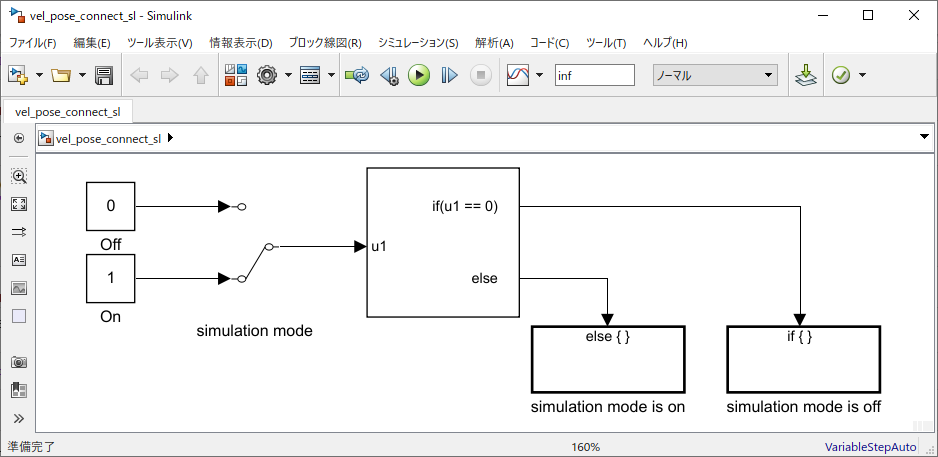 vel_pose_connect_sl - Simulink
ファイル(F) 編集(E) ツール表示(V) 情報表示(D) ブロック線図(R) シミュレーション(S) 解析(A) コード(C) ツール(T) ヘルプ(H)
inf ノーマル
vel_pose_connect_sl
vel_pose_connect_sl
0
Off
1
On
simulation mode
u1
if(u1 == 0)
else
else { }
simulation mode is on
if { }
simulation mode is off
準備完了 160% VariableStepAuto